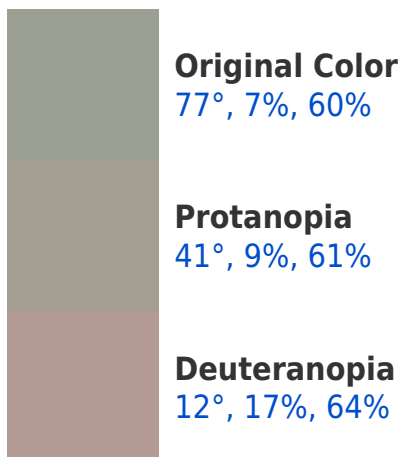 Original Color
77°, 7%, 60%
Protanopia
41°, 9%, 61%
Deuteranopia
12°, 17%, 64%